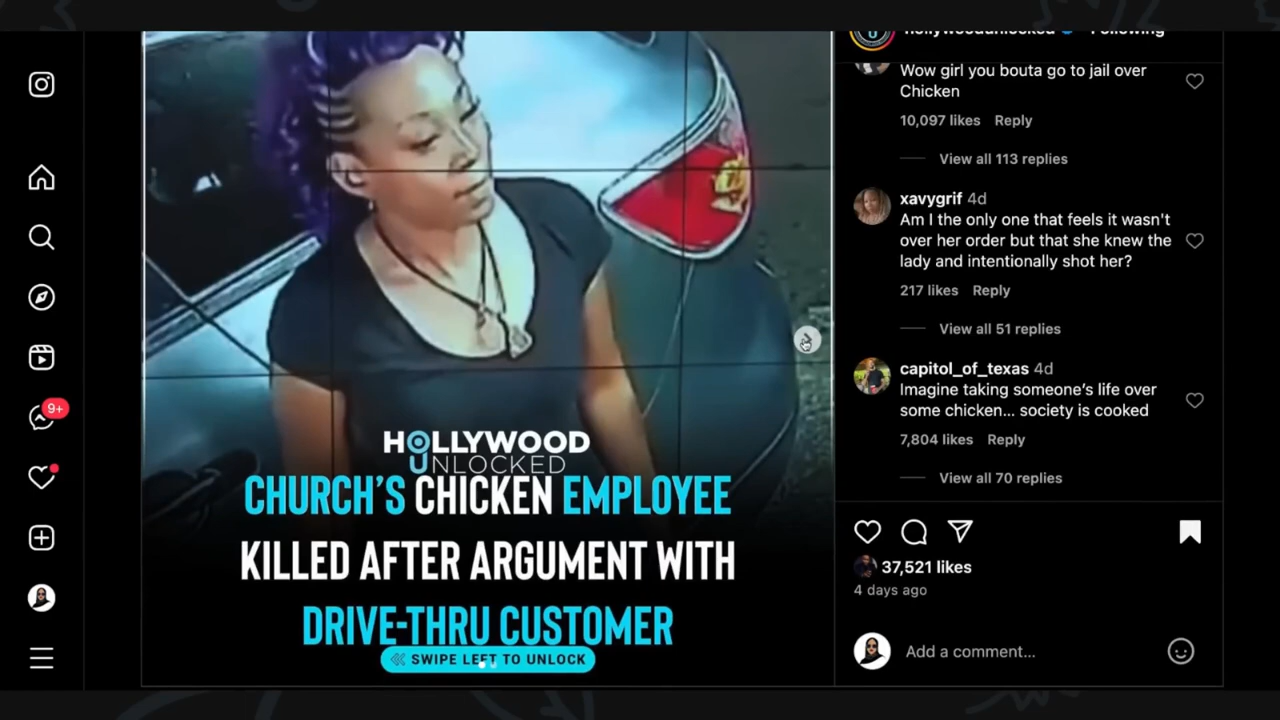 hollywoodunlocked Following
Wow girl you bouta go to jail over
Chicken
10,097 likes Reply
View all 113 replies
xavygrif 4d
Am I the only one that feels it wasn't
over her order but that she knew the
lady and intentionally shot her?
217 likes Reply
View all 51 replies
capitol_of_texas 4d
Imagine taking someone's life over
some chicken... society is cooked
7,804 likes Reply
View all 70 replies
9+
HOLLYWOOD
UNLOCKED
CHURCH'S CHICKEN EMPLOYEE
KILLED AFTER ARGUMENT WITH
DRIVE-THRU CUSTOMER
SWIPE LEFT TO UNLOCK
37,521 likes
4 days ago
Add a comment...